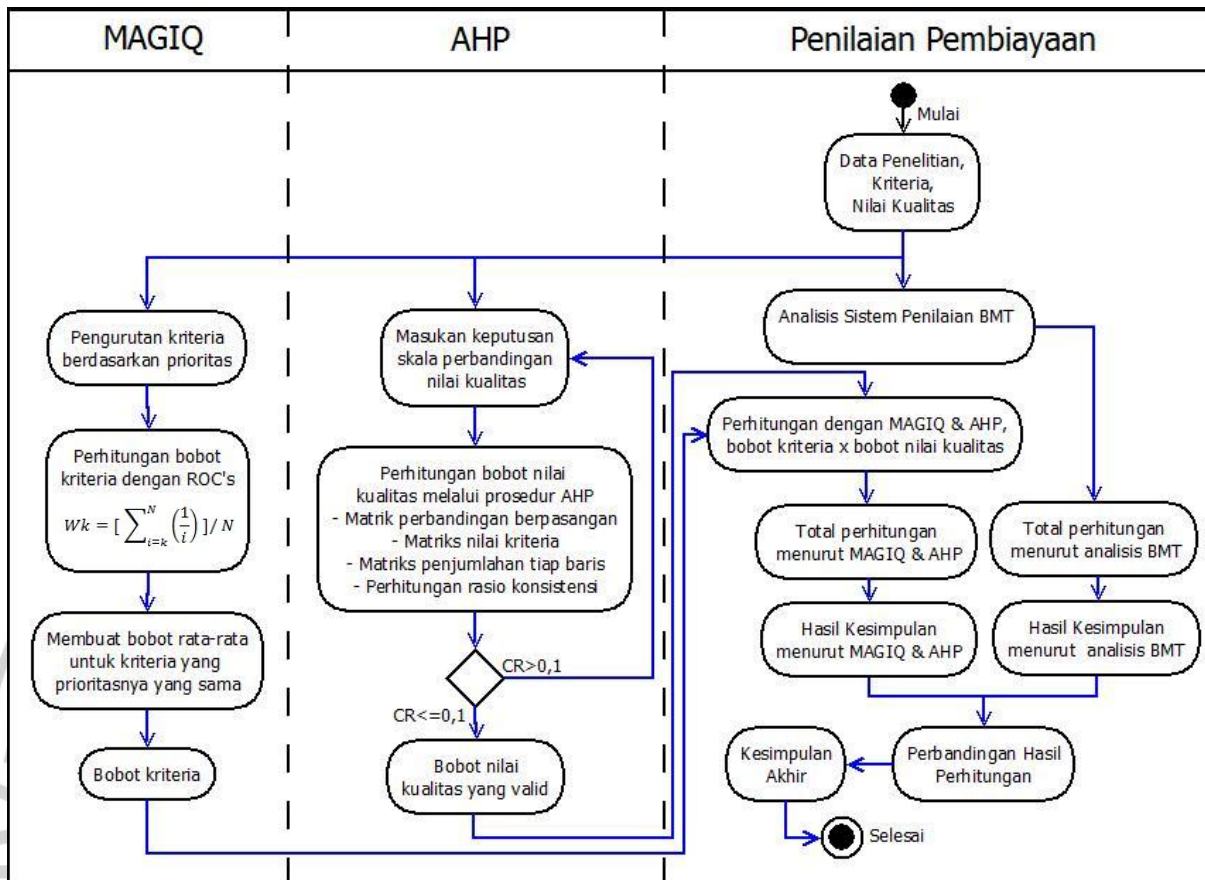 MAGIQ
AHP
Penilaian Pembiayaan
Mulai
Data Penelitian,
Kriteria,
Nilai Kualitas
Pengurutan kriteria
berdasarkan prioritas
Perhitungan bobot
kriteria dengan ROC's
Wk = [ ∑_{i=k}^{N} (1/i) ] / N
Membuat bobot rata-rata
untuk kriteria yang
prioritasnya yang sama
Bobot kriteria
Masukan keputusan
skala perbandingan
nilai kualitas
Perhitungan bobot nilai
kualitas melalui prosedur AHP
- Matrik perbandingan berpasangan
- Matriks nilai kriteria
- Matriks penjumlahan tiap baris
- Perhitungan rasio konsistensi
CR>0,1
CR<=0,1
Bobot nilai
kualitas yang valid
Analisis Sistem Penilaian BMT
Perhitungan dengan MAGIQ & AHP,
bobot kriteria x bobot nilai kualitas
Total perhitungan
menurut MAGIQ & AHP
Hasil Kesimpulan
menurut MAGIQ & AHP
Total perhitungan
menurut analisis BMT
Hasil Kesimpulan
menurut analisis BMT
Perbandingan Hasil
Perhitungan
Kesimpulan
Akhir
Selesai